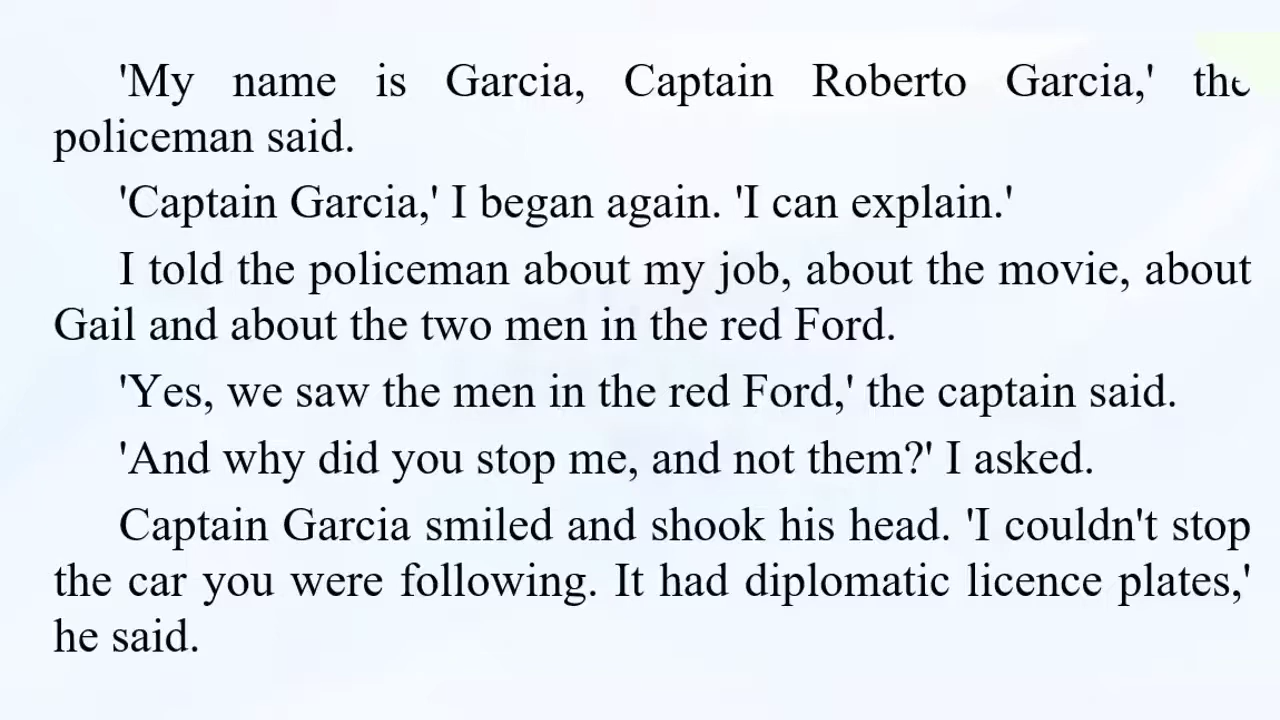 'My name is Garcia, Captain Roberto Garcia,' the
policeman said.
'Captain Garcia,' I began again. 'I can explain.'
I told the policeman about my job, about the movie, about
Gail and about the two men in the red Ford.
'Yes, we saw the men in the red Ford,' the captain said.
'And why did you stop me, and not them?' I asked.
Captain Garcia smiled and shook his head. 'I couldn't stop
the car you were following. It had diplomatic licence plates,'
he said.